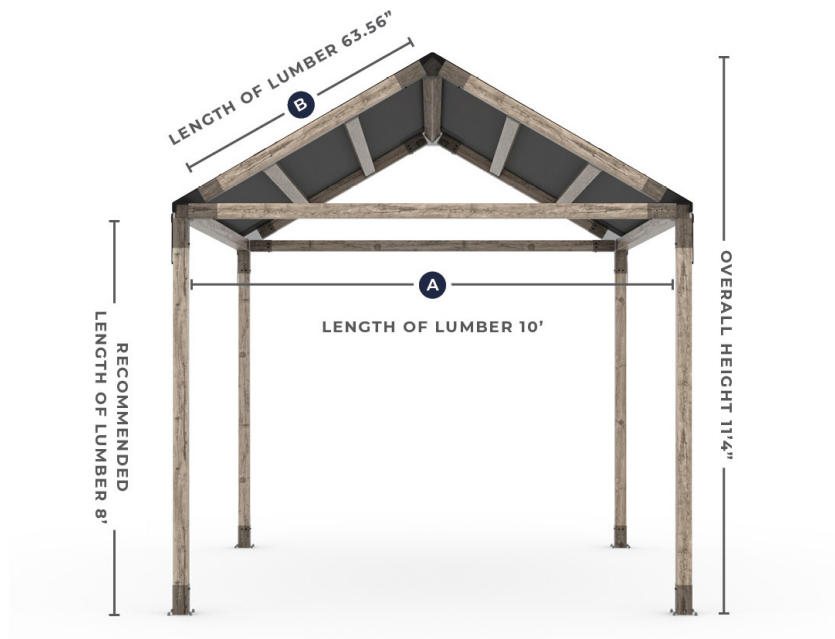 LENGTH OF LUMBER 63.56”
B
A
LENGTH OF LUMBER 10’
RECOMMENDED
LENGTH OF LUMBER 8’
OVERALL HEIGHT 11’4”